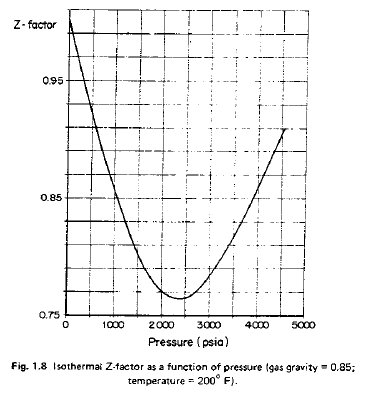 Z-factor
0.95
0.85
0.75
0 1000 2000 3000 4000 5000
Pressure (psia)
Fig. 1.8 Isothermal Z-factor as a function of pressure (gas gravity = 0.85;
temperature = 200° F).